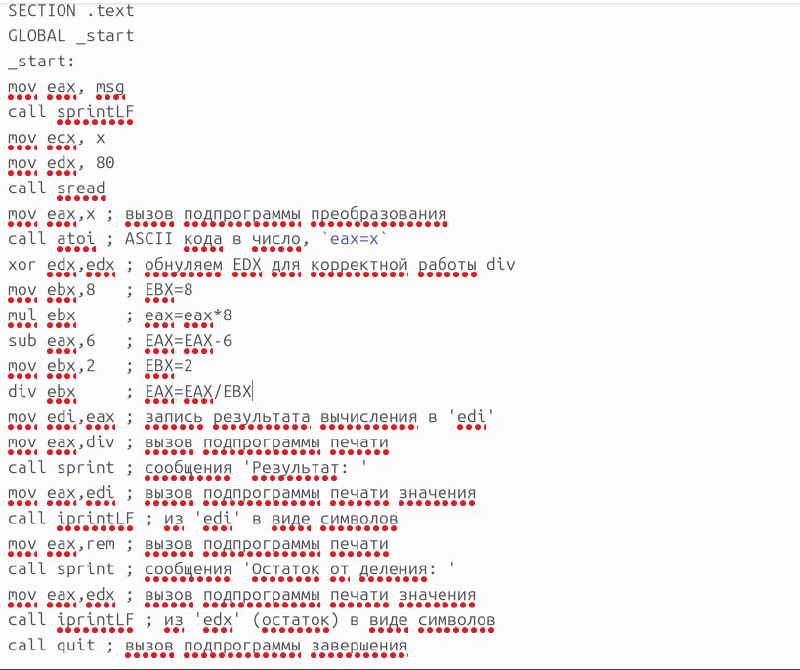 SECTION .text
GLOBAL _start
_start:
mov eax, msg
call sprintLF
mov ecx, x
mov edx, 80
call sread
mov eax,x ; вызов подпрограммы преобразования
call atoi ; ASCII кода в число, `eax=x`
xor edx,edx ; обнуляем EDX для корректной работы div
mov ebx,8 ; EBX=8
mul ebx ; eax=eax*8
sub eax,6 ; EAX=EAX-6
mov ebx,2 ; EBX=2
div ebx ; EAX=EAX/EBX
mov edi,eax ; запись результата вычисления в 'edi'
mov eax,div ; вызов подпрограммы печати
call sprint ; сообщения 'Результат: '
mov eax,edi ; вызов подпрограммы печати значения
call iprintLF ; из 'edi' в виде символов
mov eax,rem ; вызов подпрограммы печати
call sprint ; сообщения 'Остаток от деления: '
mov eax,edx ; вызов подпрограммы печати значения
call iprintLF ; из 'edx' (остаток) в виде символов
call quit ; вызов подпрограммы завершения